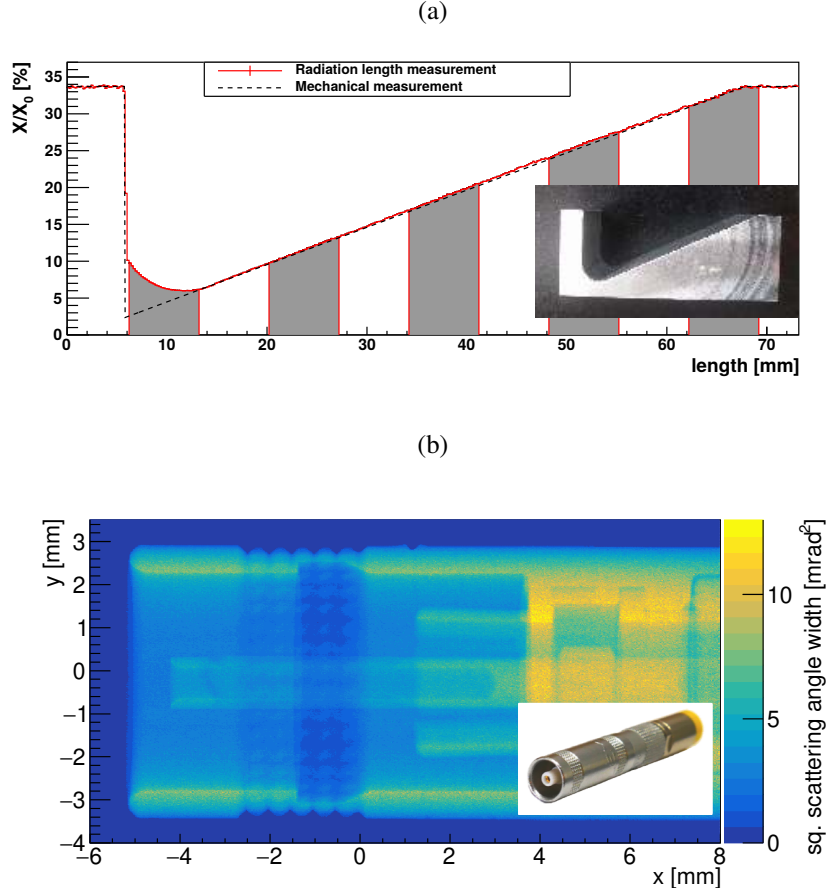 (a)
X/X0 [%]
35
30
25
20
15
10
5
0
Radiation length measurement
Mechanical measurement
0 10 20 30 40 50 60 70
length [mm]
(b)
y [mm]
3
2
1
0
−1
−2
−3
−4
−6 −4 −2 0 2 4 6 8
x [mm]
10
5
0
sq. scattering angle width [mrad²]